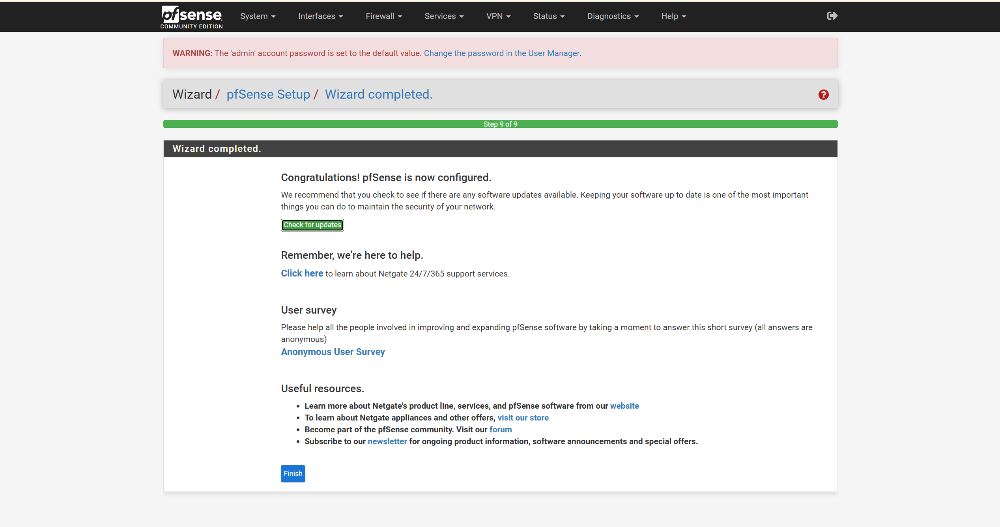 pfsense
COMMUNITY EDITION
System
Interfaces
Firewall
Services
VPN
Status
Diagnostics
Help
WARNING: The 'admin' account password is set to the default value. Change the password in the User Manager.
Wizard / pfSense Setup / Wizard completed.
Step 9 of 9
Wizard completed.
Congratulations! pfSense is now configured.
We recommend that you check to see if there are any software updates available. Keeping your software up to date is one of the most important
things you can do to maintain the security of your network.
Check for updates
Remember, we're here to help.
Click here to learn about Netgate 24/7/365 support services.
User survey
Please help all the people involved in improving and expanding pfSense software by taking a moment to answer this short survey (all answers are
anonymous)
Anonymous User Survey
Useful resources.
• Learn more about Netgate's product line, services, and pfSense software from our website
• To learn about Netgate appliances and other offers, visit our store
• Become part of the pfSense community. Visit our forum
• Subscribe to our newsletter for ongoing product information, software announcements and special offers.
Finish